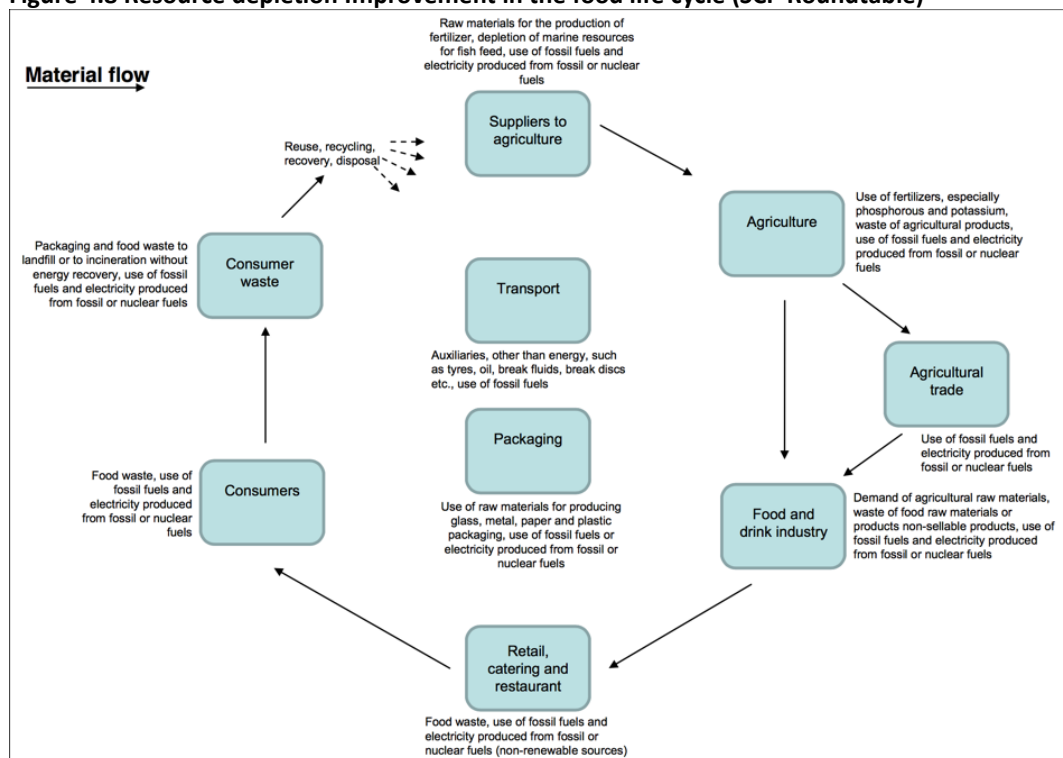 Figure 4.8 Resource depletion improvement in the food life cycle (SCP Roundtable)
Raw materials for the production of
fertilizer, depletion of marine resources
for fish feed, use of fossil fuels and
electricity produced from fossil or nuclear
fuels
Material flow
Suppliers to
agriculture
Reuse, recycling,
recovery, disposal
Agriculture
Use of fertilizers, especially
phosphorous and potassium,
waste of agricultural products,
use of fossil fuels and electricity
produced from fossil or nuclear
fuels
Packaging and food waste to
landfill or to incineration without
energy recovery, use of fossil
fuels and electricity produced
from fossil or nuclear fuels
Consumer
waste
Transport
Auxiliaries, other than energy, such
as tyres, oil, break fluids, break discs
etc., use of fossil fuels
Agricultural
trade
Use of fossil fuels and
electricity produced from
fossil or nuclear fuels
Packaging
Use of raw materials for producing
glass, metal, paper and plastic
packaging, use of fossil fuels or
electricity produced from fossil or
nuclear fuels
Food waste, use of
fossil fuels and
electricity produced
from fossil or nuclear
fuels
Consumers
Food and
drink industry
Demand of agricultural raw materials,
waste of food raw materials or
products non-sellable products, use of
fossil fuels and electricity produced
from fossil or nuclear fuels
Retail,
catering and
restaurant
Food waste, use of fossil fuels and
electricity produced from fossil or
nuclear fuels (non-renewable sources)